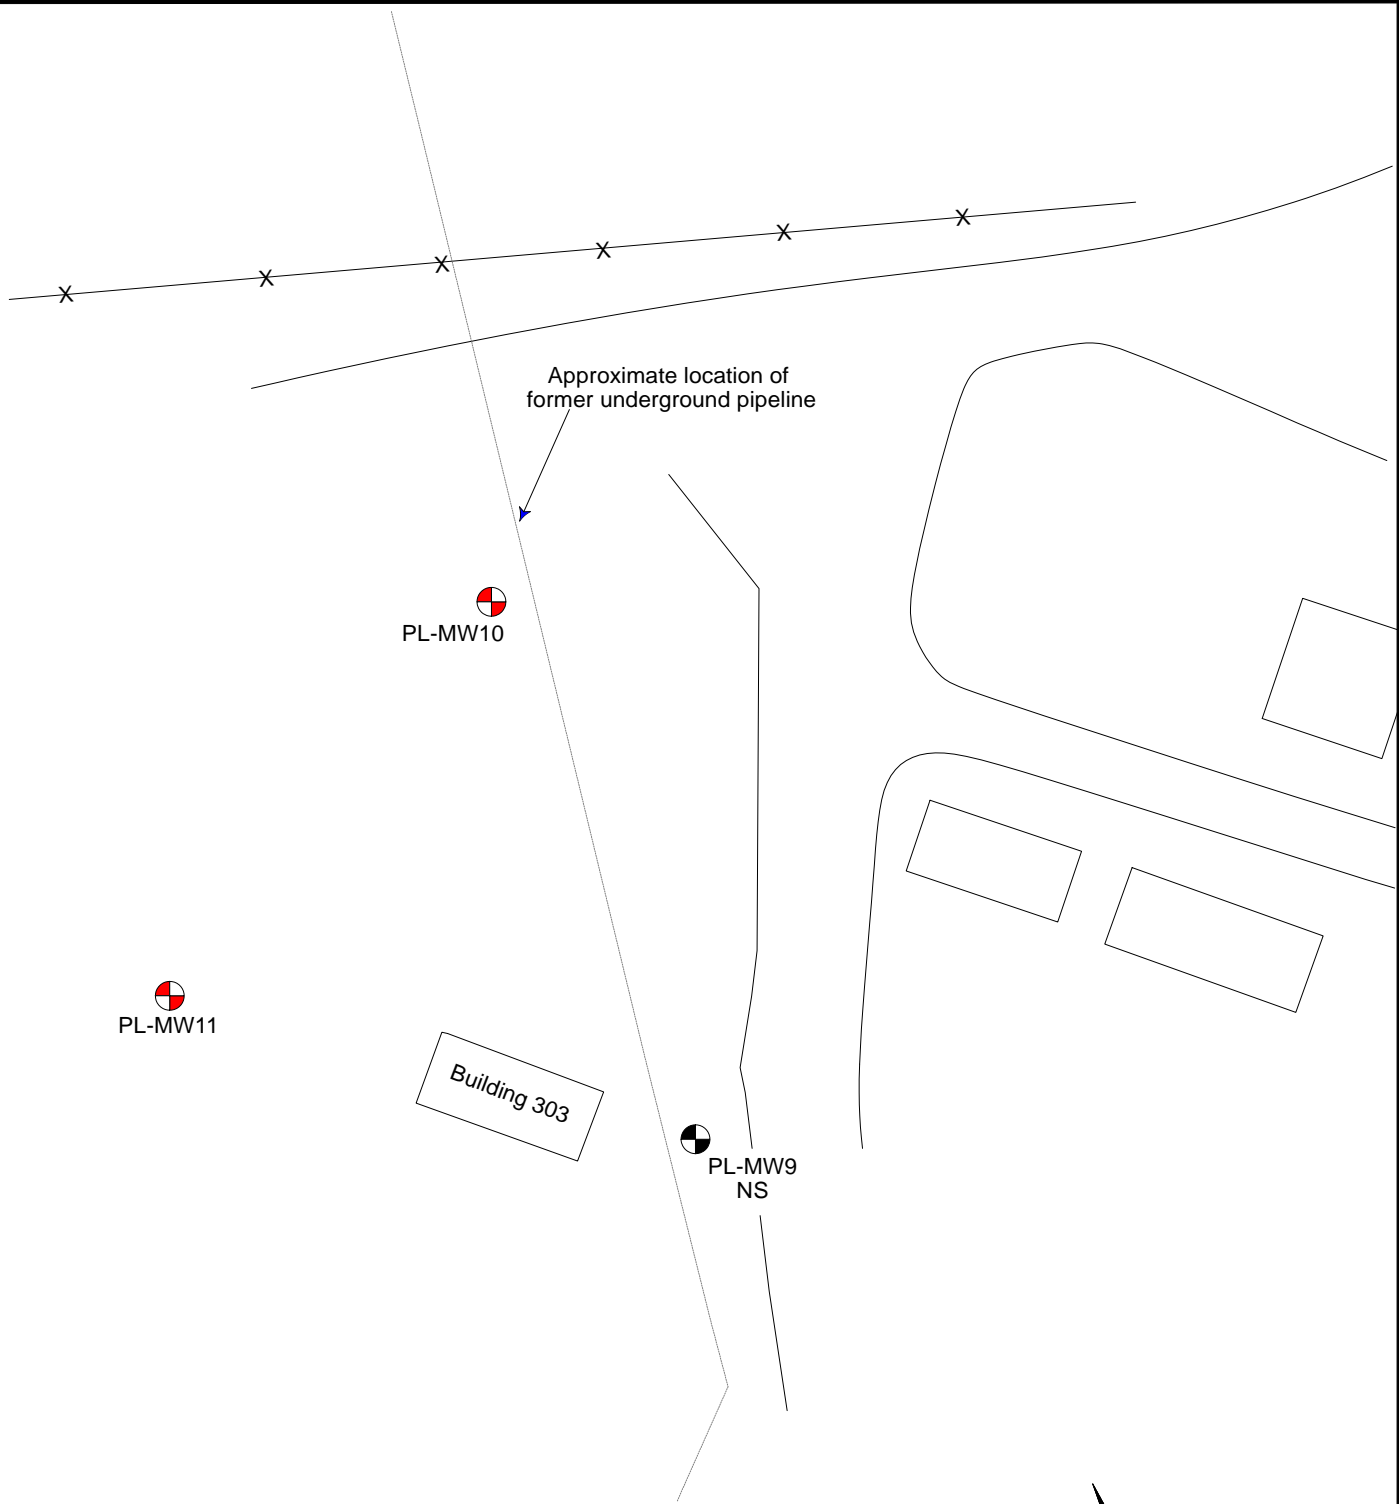 X
X
X
X
X
X
Approximate location of
former underground pipeline
PL-MW10
PL-MW11
Building 303
PL-MW9
NS